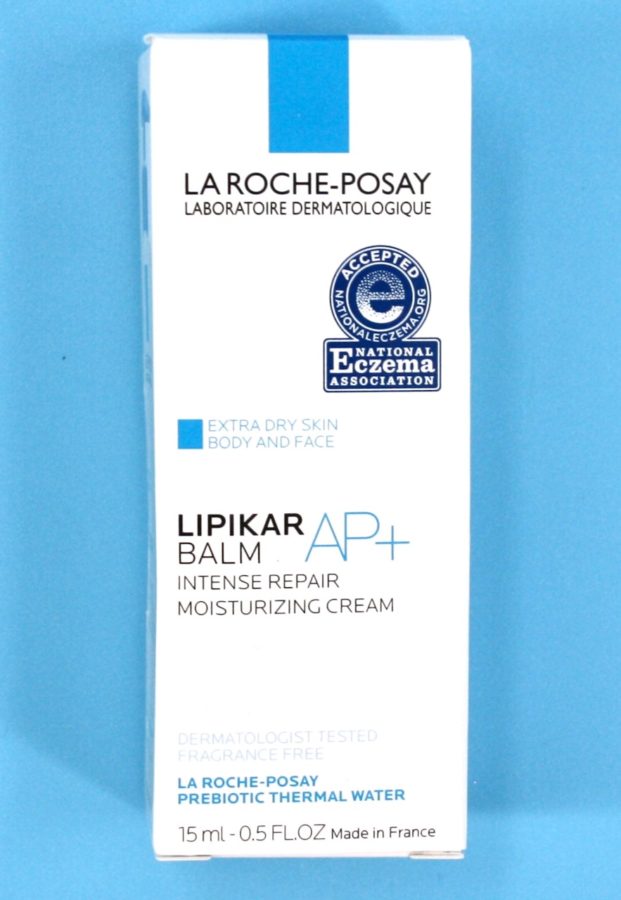 LA ROCHE-POSAY
LABORATOIRE DERMATOLOGIQUE
ACCEPTED
e
NATIONALECZEMA.ORG
NATIONAL
Eczema
ASSOCIATION
EXTRA DRY SKIN
BODY AND FACE
LIPIKAR AP+
BALM
INTENSE REPAIR
MOISTURIZING CREAM
DERMATOLOGIST TESTED
FRAGRANCE FREE
LA ROCHE-POSAY
PREBIOTIC THERMAL WATER
15 ml - 0.5 FL.OZ Made in France